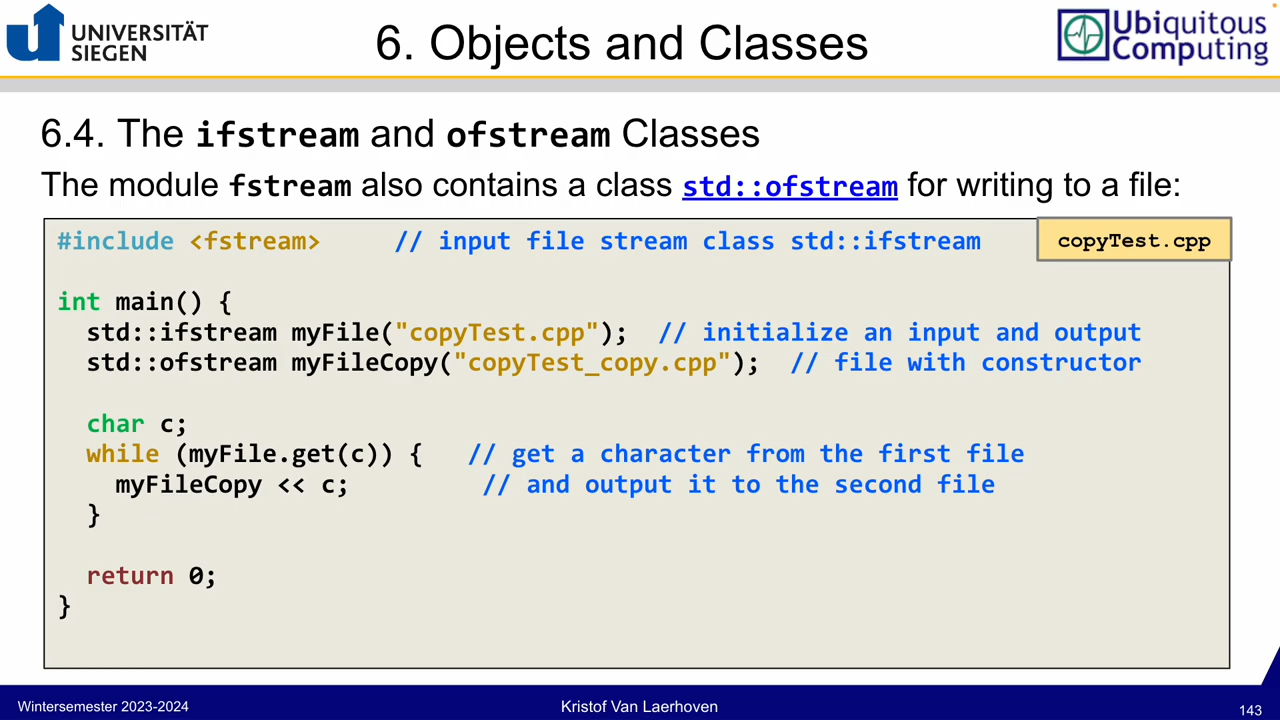 UNIVERSITÄT
SIEGEN
6. Objects and Classes
Ubiquitous
Computing
6.4. The ifstream and ofstream Classes
The module fstream also contains a class std::ofstream for writing to a file:
#include <fstream>     // input file stream class std::ifstream
copyTest.cpp
int main() {
  std::ifstream myFile("copyTest.cpp");  // initialize an input and output
  std::ofstream myFileCopy("copyTest_copy.cpp");  // file with constructor
  char c;
  while (myFile.get(c)) {   // get a character from the first file
    myFileCopy << c;         // and output it to the second file
  }
  return 0;
}
Wintersemester 2023-2024
Kristof Van Laerhoven
143